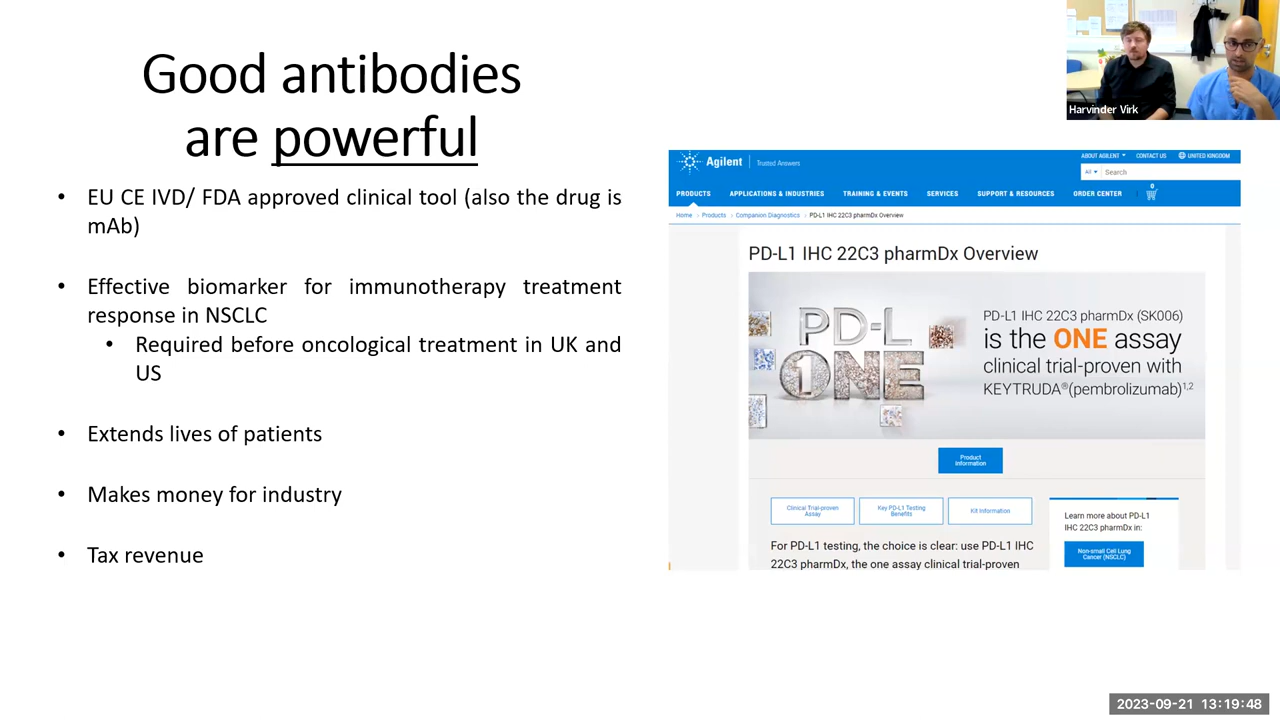 Good antibodies
are powerful
• EU CE IVD/ FDA approved clinical tool (also the drug is
mAb)
• Effective biomarker for immunotherapy treatment
response in NSCLC
• Required before oncological treatment in UK and
US
• Extends lives of patients
• Makes money for industry
• Tax revenue
Harvinder Virk
Agilent Trusted Answers
ABOUT AGILENT CONTACT US UNITED KINGDOM
All Search
PRODUCTS APPLICATIONS & INDUSTRIES TRAINING & EVENTS SERVICES SUPPORT & RESOURCES ORDER CENTER 0
Home > Products > Companion Diagnostics > PD-L1 IHC 22C3 pharmDx Overview
PD-L1 IHC 22C3 pharmDx Overview
PD-L
1ONE
PD-L1 IHC 22C3 pharmDx (SK006)
is the ONE assay
clinical trial-proven with
KEYTRUDA®(pembrolizumab)1,2
Product
Information
Clinical Trial-proven
Assay
Key PD-L1 Testing
Benefits
Kit Information
Learn more about PD-L1
IHC 22C3 pharmDx in:
Non-small Cell Lung
Cancer (NSCLC)
For PD-L1 testing, the choice is clear: use PD-L1 IHC
22C3 pharmDx, the one assay clinical trial-proven
2023-09-21 13:19:48